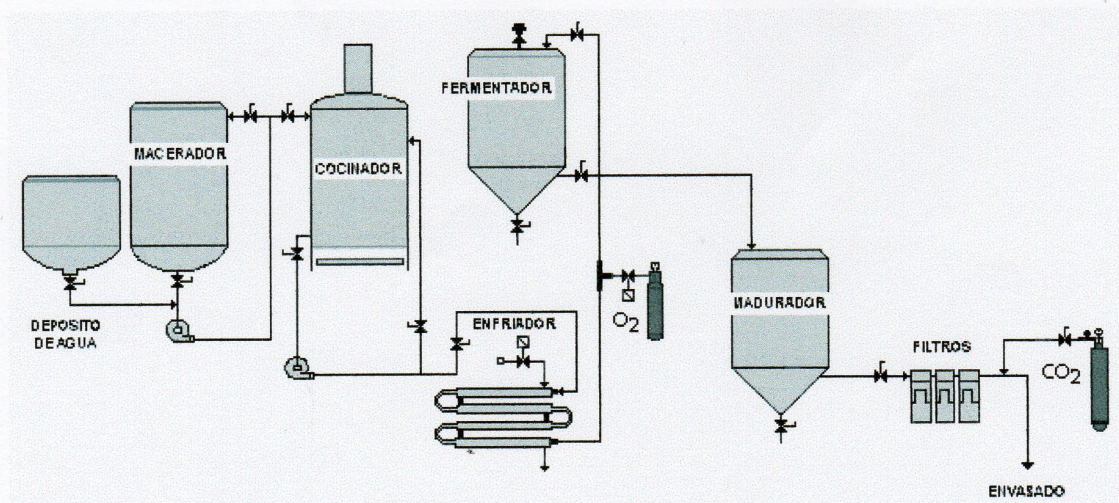 FERMENTADOR
MACERADOR
COCINADOR
DEPOSITO
DE AGUA
ENFRIADOR
O2
MADURADOR
FILTROS
CO2
ENVASADO